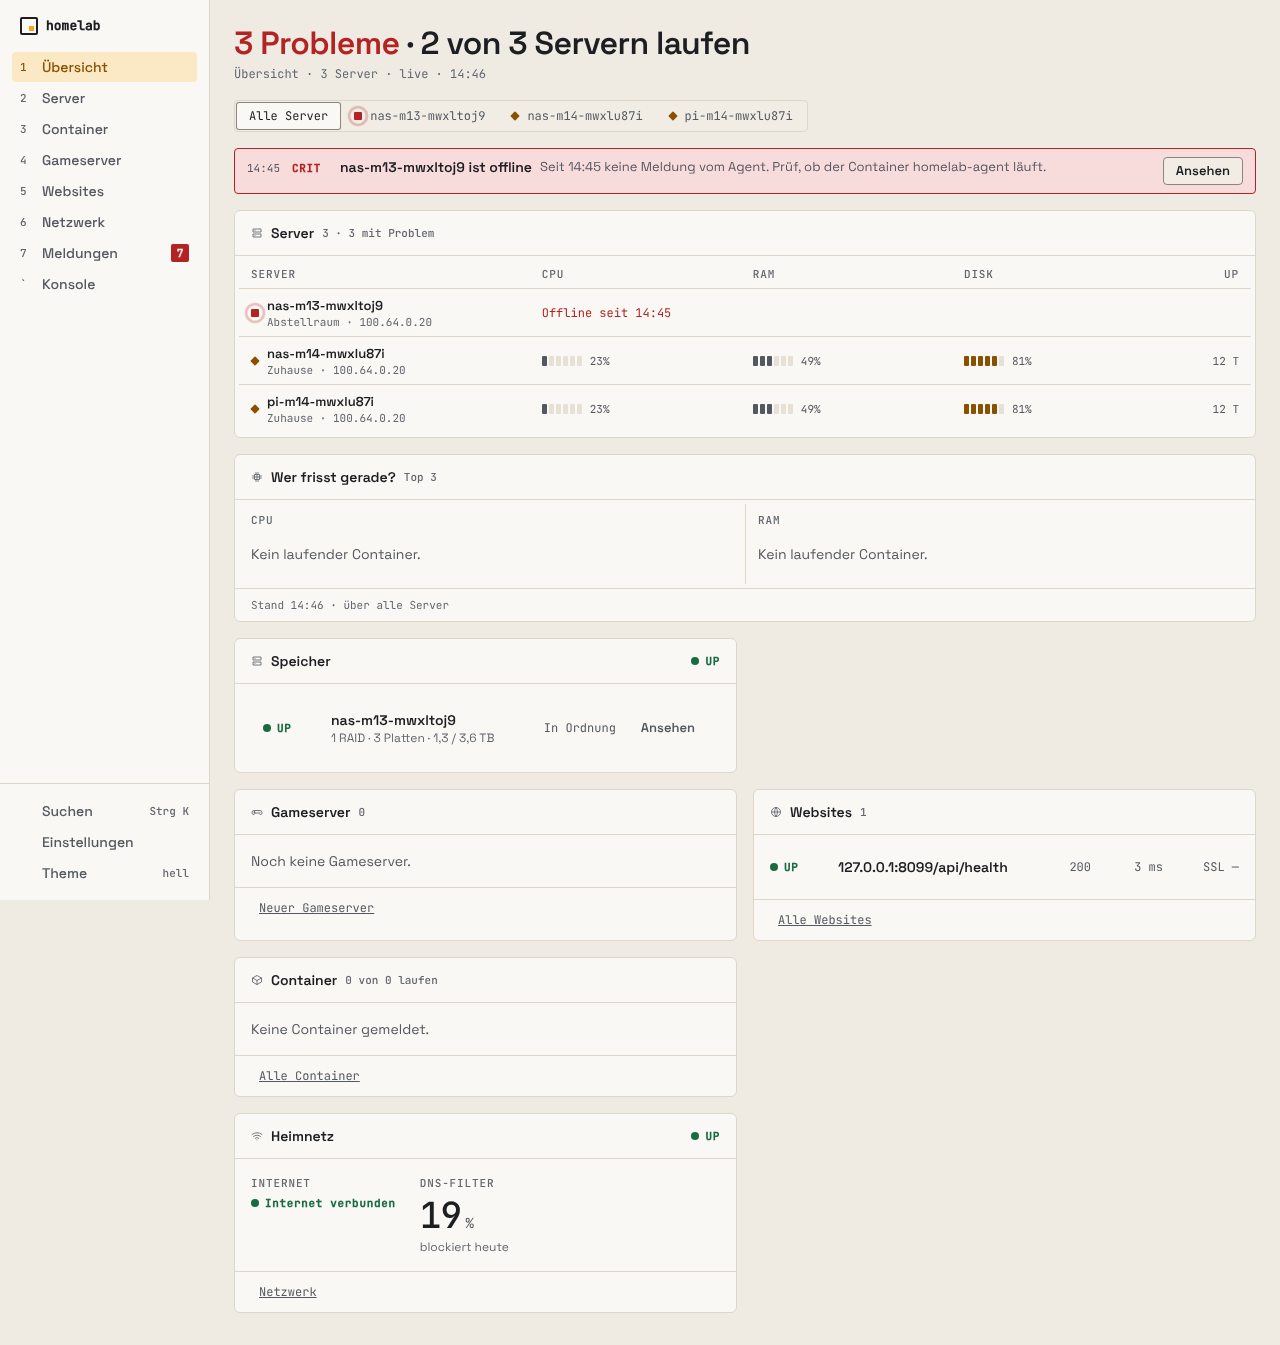 homelab
1 Übersicht
2 Server
3 Container
4 Gameserver
5 Websites
6 Netzwerk
7 Meldungen 7
` Konsole
Suchen Strg K
Einstellungen
Theme hell
3 Probleme · 2 von 3 Servern laufen
Übersicht · 3 Server · live · 14:46
Alle Server nas-m13-mwxltoj9 nas-m14-mwxlu87i pi-m14-mwxlu87i
14:45 CRIT nas-m13-mwxltoj9 ist offline Seit 14:45 keine Meldung vom Agent. Prüf, ob der Container homelab-agent läuft. Ansehen
Server 3 · 3 mit Problem
SERVER CPU RAM DISK UP
nas-m13-mwxltoj9 Offline seit 14:45
Abstellraum · 100.64.0.20
nas-m14-mwxlu87i 23% 49% 81% 12 T
Zuhause · 100.64.0.20
pi-m14-mwxlu87i 23% 49% 81% 12 T
Zuhause · 100.64.0.20
Wer frisst gerade? Top 3
CPU RAM
Kein laufender Container. Kein laufender Container.
Stand 14:46 · über alle Server
Speicher UP
UP nas-m13-mwxltoj9 In Ordnung Ansehen
1 RAID · 3 Platten · 1,3 / 3,6 TB
Gameserver 0
Noch keine Gameserver.
Neuer Gameserver
Websites 1
UP 127.0.0.1:8099/api/health 200 3 ms SSL —
Alle Websites
Container 0 von 0 laufen
Keine Container gemeldet.
Alle Container
Heimnetz UP
INTERNET DNS-FILTER
Internet verbunden
19 %
blockiert heute
Netzwerk